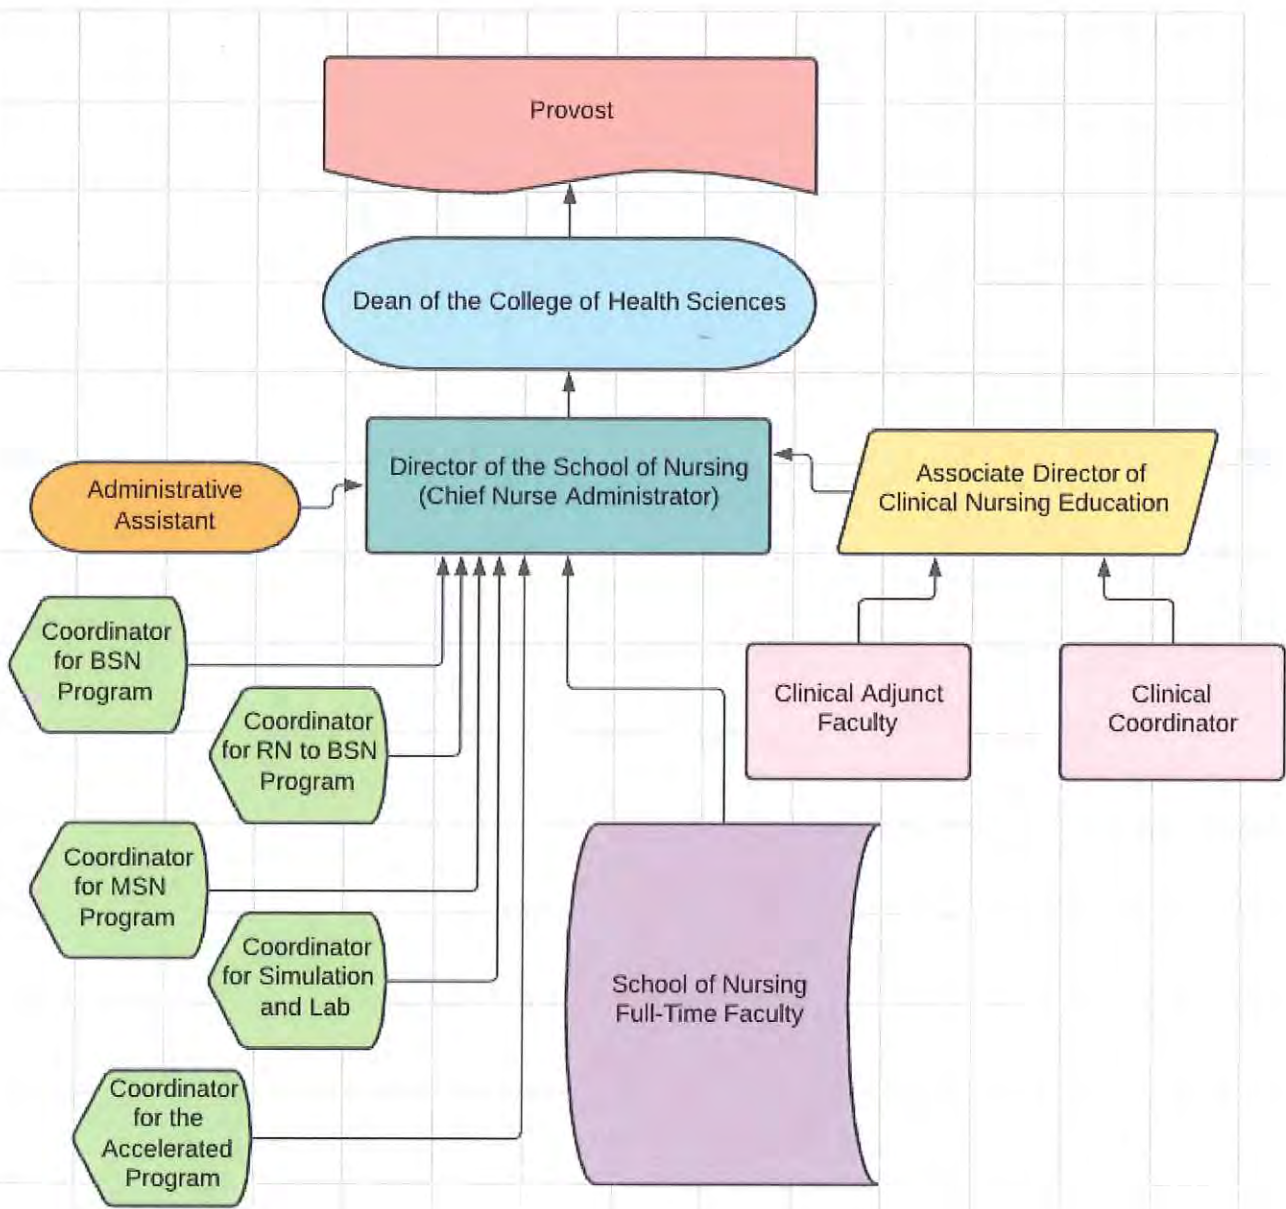 Provost
Dean of the College of Health Sciences
Director of the School of Nursing
(Chief Nurse Administrator)
Associate Director of
Clinical Nursing Education
Administrative
Assistant
Coordinator
for BSN
Program
Coordinator
for RN to BSN
Program
Clinical Adjunct
Faculty
Clinical
Coordinator
Coordinator
for MSN
Program
Coordinator
for Simulation
and Lab
School of Nursing
Full-Time Faculty
Coordinator
for the
Accelerated
Program